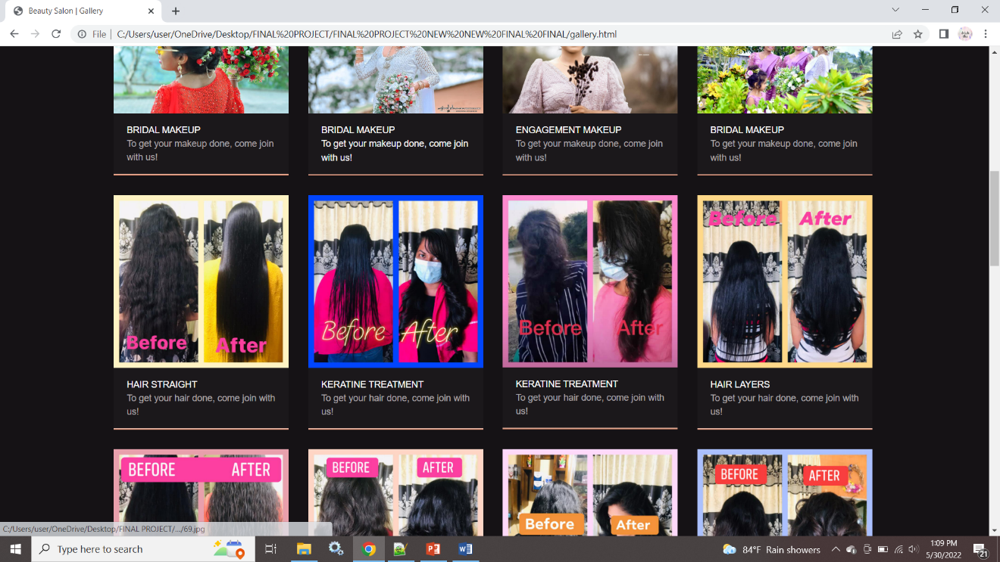 Beauty Salon | Gallery
File
C:/Users/user/OneDrive/Desktop/FINAL%20PROJECT/FINAL%20PROJECT%20NEW%20NEW%20FINAL%20FINAL/gallery.html
BRIDAL MAKEUP
To get your makeup done, come join
with us!
BRIDAL MAKEUP
To get your makeup done, come join
with us!
ENGAGEMENT MAKEUP
To get your makeup done, come join
with us!
BRIDAL MAKEUP
To get your makeup done, come join
with us!
Before
After
Before
After
Before
After
Before
After
HAIR STRAIGHT
To get your hair done, come join with
us!
KERATINE TREATMENT
To get your hair done, come join with
us!
KERATINE TREATMENT
To get your hair done, come join with
us!
HAIR LAYERS
To get your hair done, come join with
us!
BEFORE
AFTER
BEFORE
AFTER
Before
After
BEFORE
AFTER
C:/Users/user/OneDrive/Desktop/FINAL PROJECT/.../69.jpg
Type here to search
84°F Rain showers
1:09 PM
5/30/2022
21